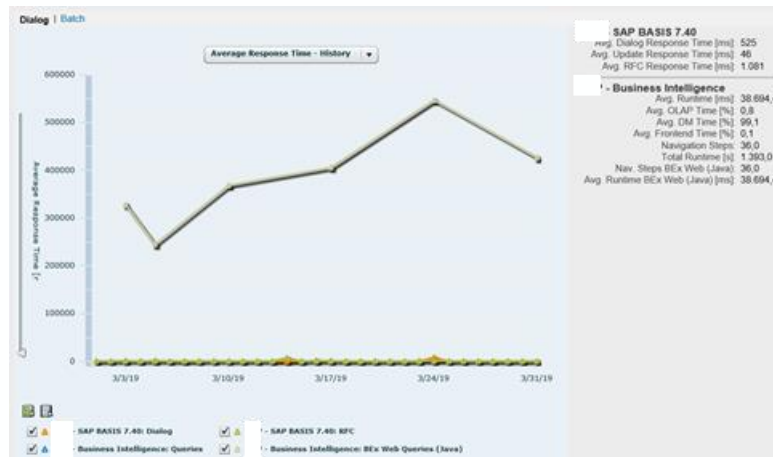 Dialog | Batch
Average Response Time - History
600000
500000
400000
300000
200000
100000
0
Average Response Time [r
3/3/19
3/10/19
3/17/19
3/24/19
3/31/19
- SAP BASIS 7.40: Dialog
- SAP BASIS 7.40: RFC
- Business Intelligence: Queries
- Business Intelligence: BEx Web Queries (Java)
SAP BASIS 7.40
Avg. Dialog Response Time [ms]: 525
Avg. Update Response Time [ms]: 46
Avg. RFC Response Time [ms]: 1.081
- Business Intelligence
Avg. Runtime [ms]: 38.694,
Avg. OLAP Time [%]: 0,8
Avg. DM Time [%]: 99,1
Avg. Frontend Time [%]: 0,1
Navigation Steps: 36,0
Total Runtime [s]: 1.393,0
Nav. Steps BEx Web (Java): 36,0
Avg. Runtime BEx Web (Java) [ms]: 38.694,